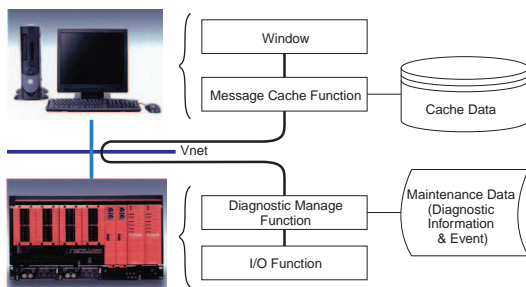 Window
Message Cache Function
Cache Data
Vnet
Diagnostic Manage
Function
Maintenance Data
(Diagnostic
Information
& Event)
I/O Function